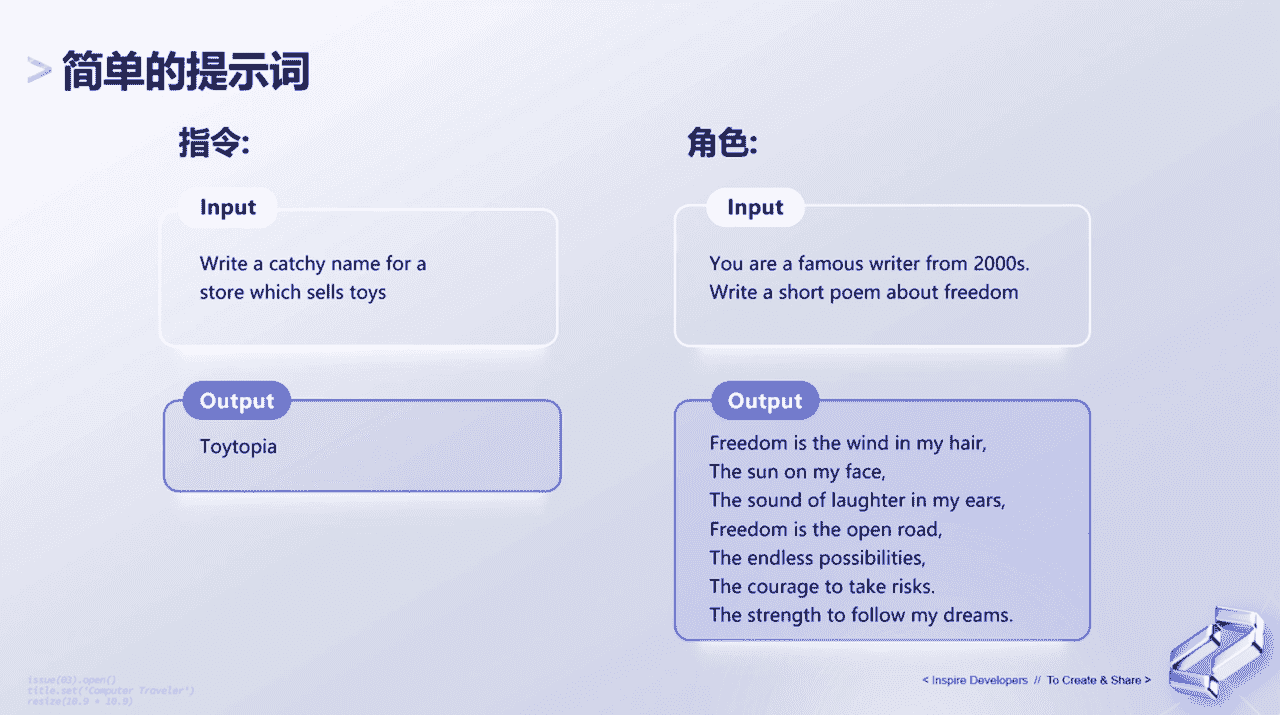 > 简单的提示词
指令:
Input
Write a catchy name for a
store which sells toys
Output
Toytopia
角色:
Input
You are a famous writer from 2000s.
Write a short poem about freedom
Output
Freedom is the wind in my hair,
The sun on my face,
The sound of laughter in my ears,
Freedom is the open road,
The endless possibilities,
The courage to take risks.
The strength to follow my dreams.
issue(03).open()
title.set('Computer Traveler')
resize(10.9 + 10.9)
< Inspire Developers // To Create & Share >